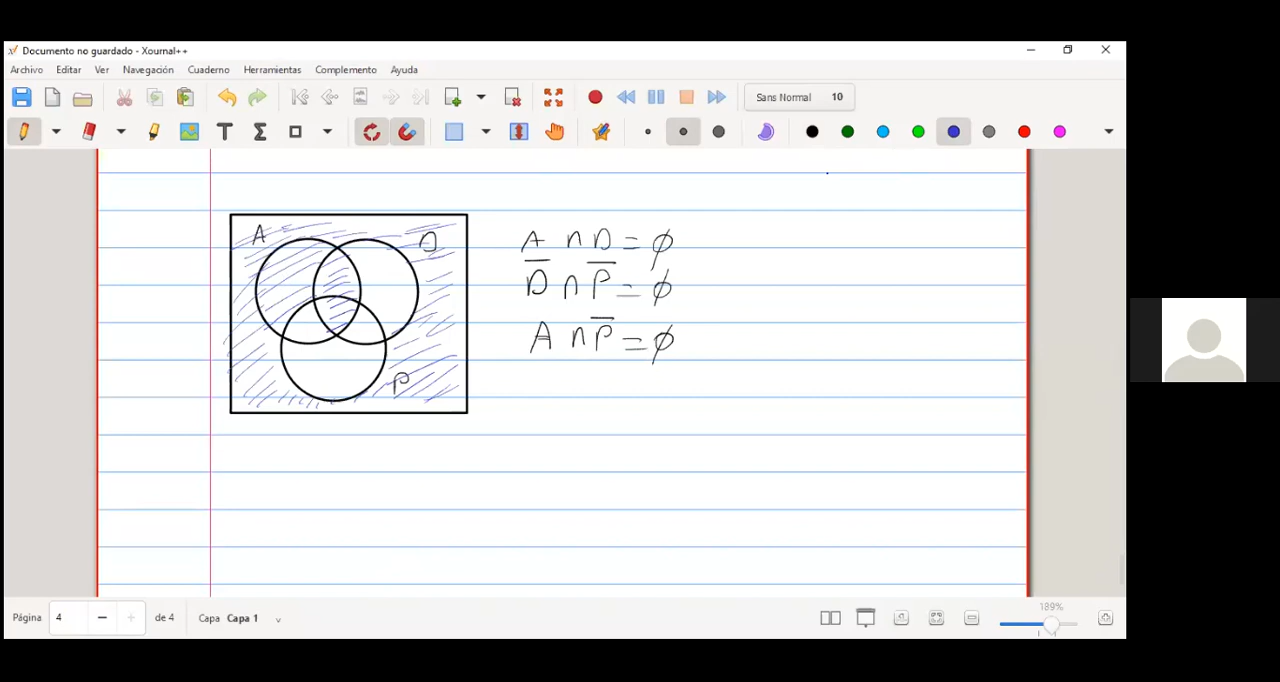 Documento no guardado - Xournal++
Archivo Editar Ver Navegación Cuaderno Herramientas Complemento Ayuda
Sans Normal 10
A D
P
A ∩ D = ϕ
D̅ ∩ P̅ = ϕ
A ∩ P̅ = ϕ
Página 4 de 4 Capa Capa 1 189%